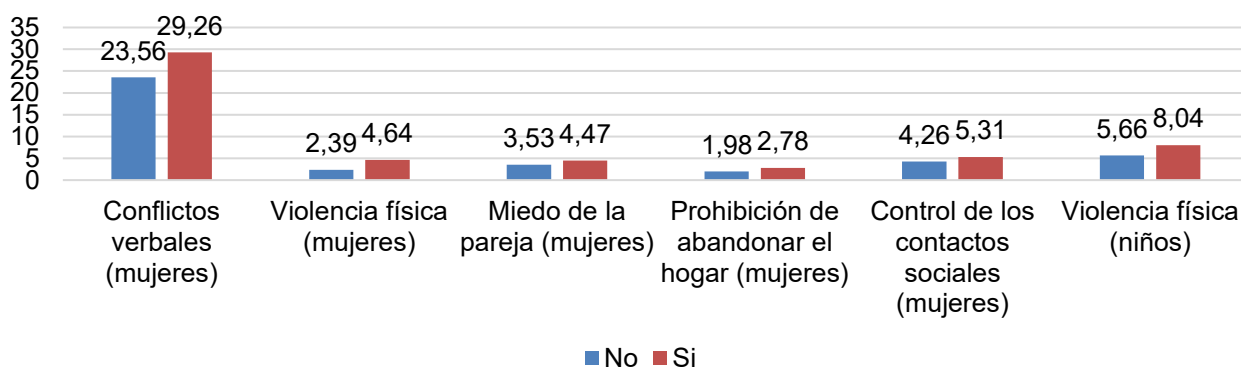 35
30
25
20
15
10
5
0
23,56
29,26
2,39
4,64
3,53
4,47
1,98
2,78
4,26
5,31
5,66
8,04
Conflictos
verbales
(mujeres)
Violencia física
(mujeres)
Miedo de la
pareja (mujeres)
Prohibición de
abandonar el
hogar (mujeres)
Control de los
contactos
sociales
(mujeres)
Violencia física
(niños)
No
Si